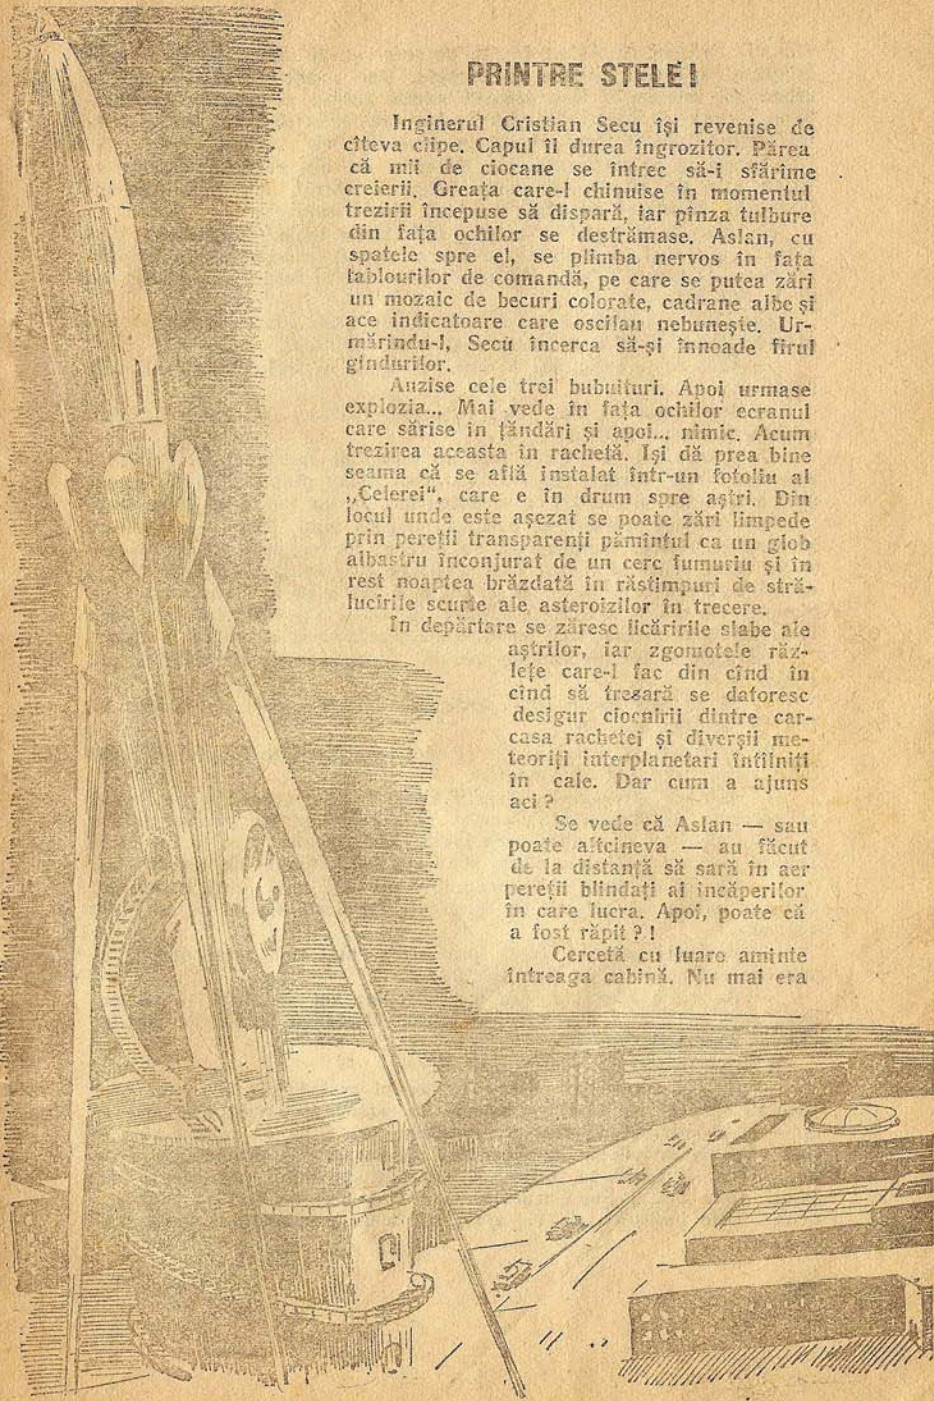 PRINTRE STELE!
Inginerul Cristian Secu își revenise de
cîteva clipe. Capul îl durea îngrozitor. Părea
că mii de ciocane se întrec să-i sfărîme
creierii. Greața care-l chinuise în momentul
trezirii începuse să dispară, iar pînza tulbure
din fața ochilor se destrămase. Aslan, cu
spatele spre el, se plimba nervos în fața
tablourilor de comandă, pe care se putea zări
un mozaic de becuri colorate, cadrane albe și
ace indicatoare care oscilau nebunește. Ur-
mărindu-l, Secu încerca să-și înnoade firul
gîndurilor.
Auzise cele trei bubuituri. Apoi urmase
explozia... Mai vede în fața ochilor ecranul
care sărise în țăndări și apoi... nimic. Acum
trezirea aceasta în rachetă. Își dă prea bine
seama că se află instalat într-un fotoliu al
„Celerei“, care e în drum spre aștri. Din
locul unde este așezat se poate zări limpede
prin pereții transparenți pămîntul ca un glob
albastru înconjurat de un cerc fumuriu și în
rest noaptea brăzdată în răstimpuri de stră-
lucirile scurte ale asteroizilor în trecere.
În depărtare se zăresc licăririle slabe ale
aștrilor, iar zgomotele răz-
lețe care-l fac din cînd în
cînd să tresară se datoresc
desigur ciocnirii dintre car-
casa rachetei și diverșii me-
teoriți interplanetari întîlniți
în cale. Dar cum a ajuns
aci ?
Se vede că Aslan — sau
poate altcineva — au făcut
de la distanță să sară în aer
pereții blindați ai încăperilor
în care lucra. Apoi, poate că
a fost răpit ? !
Cercetă cu luare aminte
întreaga cabină. Nu mai era